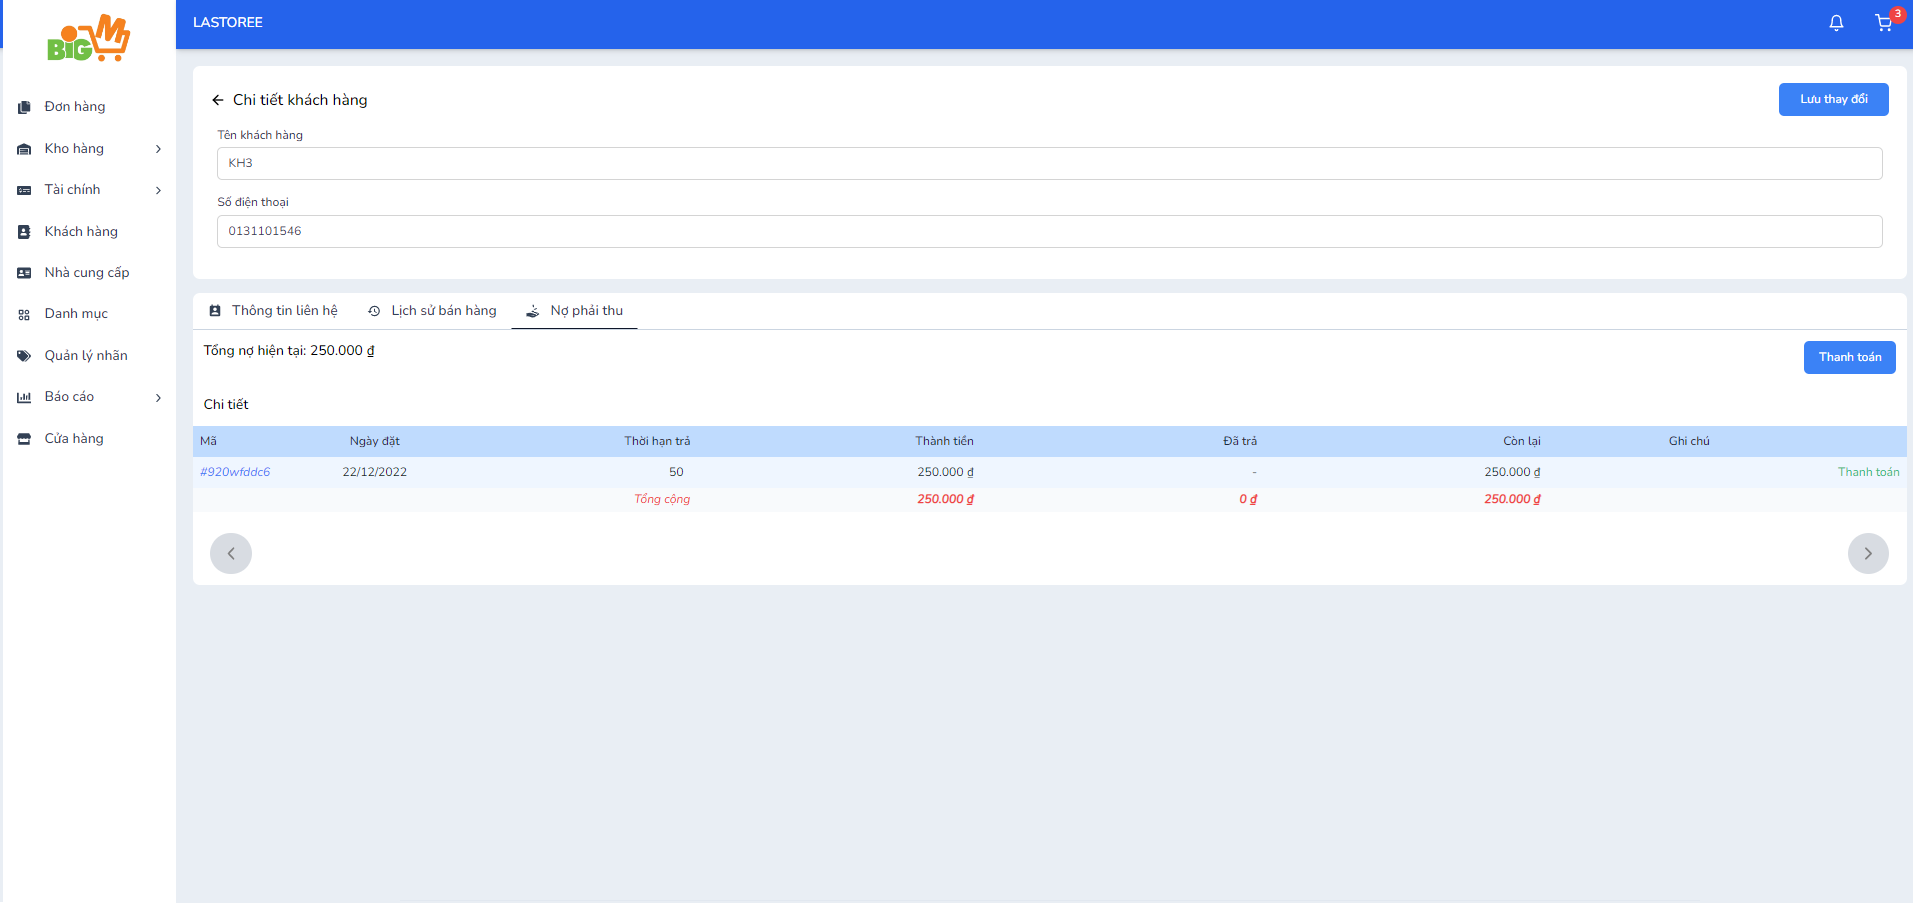 BiG M
LASTOREE
3
Đơn hàng
Kho hàng
Tài chính
Khách hàng
Nhà cung cấp
Danh mục
Quản lý nhãn
Báo cáo
Cửa hàng
Chi tiết khách hàng
Lưu thay đổi
Tên khách hàng
KH3
Số điện thoại
0131101546
Thông tin liên hệ Lịch sử bán hàng Nợ phải thu
Tổng nợ hiện tại: 250.000 ₫
Thanh toán
Chi tiết
Mã Ngày đặt Thời hạn trả Thành tiền Đã trả Còn lại Ghi chú
#920wfddc6 22/12/2022 50 250.000 ₫ - 250.000 ₫ Thanh toán
Tổng cộng 250.000 ₫ 0 ₫ 250.000 ₫